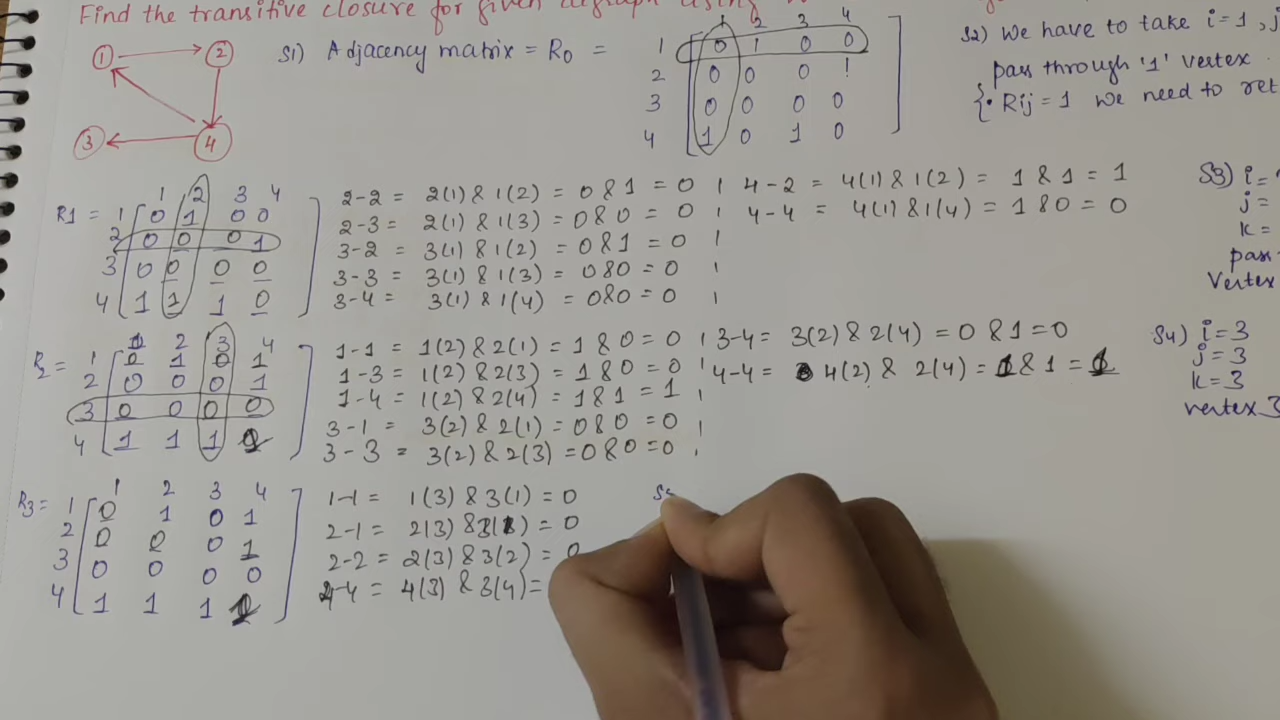 Find the transitive closure for given digraph using
① ② ③ ④
S1) Adjacency matrix = R0 =
1 2 3 4
1 0 1 0 0
2 0 0 0 1
3 0 0 0 0
4 1 0 1 0
S2) We have to take i=1, j
pass through '1' vertex.
{• Rij = 1 we need to ret
R1 =
1 2 3 4
1 0 1 0 0
2 0 0 0 1
3 0 0 0 0
4 1 1 1 0
2-2 = 2(1) & 1(2) = 0 & 1 = 0 , 4-2 = 4(1) & 1(2) = 1 & 1 = 1
2-3 = 2(1) & 1(3) = 0 & 0 = 0 , 4-4 = 4(1) & 1(4) = 1 & 0 = 0
3-2 = 3(1) & 1(2) = 0 & 1 = 0 ,
3-3 = 3(1) & 1(3) = 0 & 0 = 0 ,
3-4 = 3(1) & 1(4) = 0 & 0 = 0 ,
S3) i=
j =
k =
pass
Vertex
R2 =
1 2 3 4
1 0 1 0 1
2 0 0 0 1
3 0 0 0 0
4 1 1 1
1-1 = 1(2) & 2(1) = 1 & 0 = 0 , 3-4 = 3(2) & 2(4) = 0 & 1 = 0
1-3 = 1(2) & 2(3) = 1 & 0 = 0 , 4-4 = 4(2) & 2(4) = 1 & 1 = 1
1-4 = 1(2) & 2(4) = 1 & 1 = 1 ,
3-1 = 3(2) & 2(1) = 0 & 0 = 0 ,
3-3 = 3(2) & 2(3) = 0 & 0 = 0 ,
S4) i=3
j=3
k=3
vertex 3
R3 =
1 2 3 4
1 0 1 0 1
2 0 0 0 1
3 0 0 0 0
4 1 1 1
1-1 = 1(3) & 3(1) = 0
2-1 = 2(3) & 3(1) = 0
2-2 = 2(3) & 3(2) = 0
4-4 = 4(3) & 3(4) =